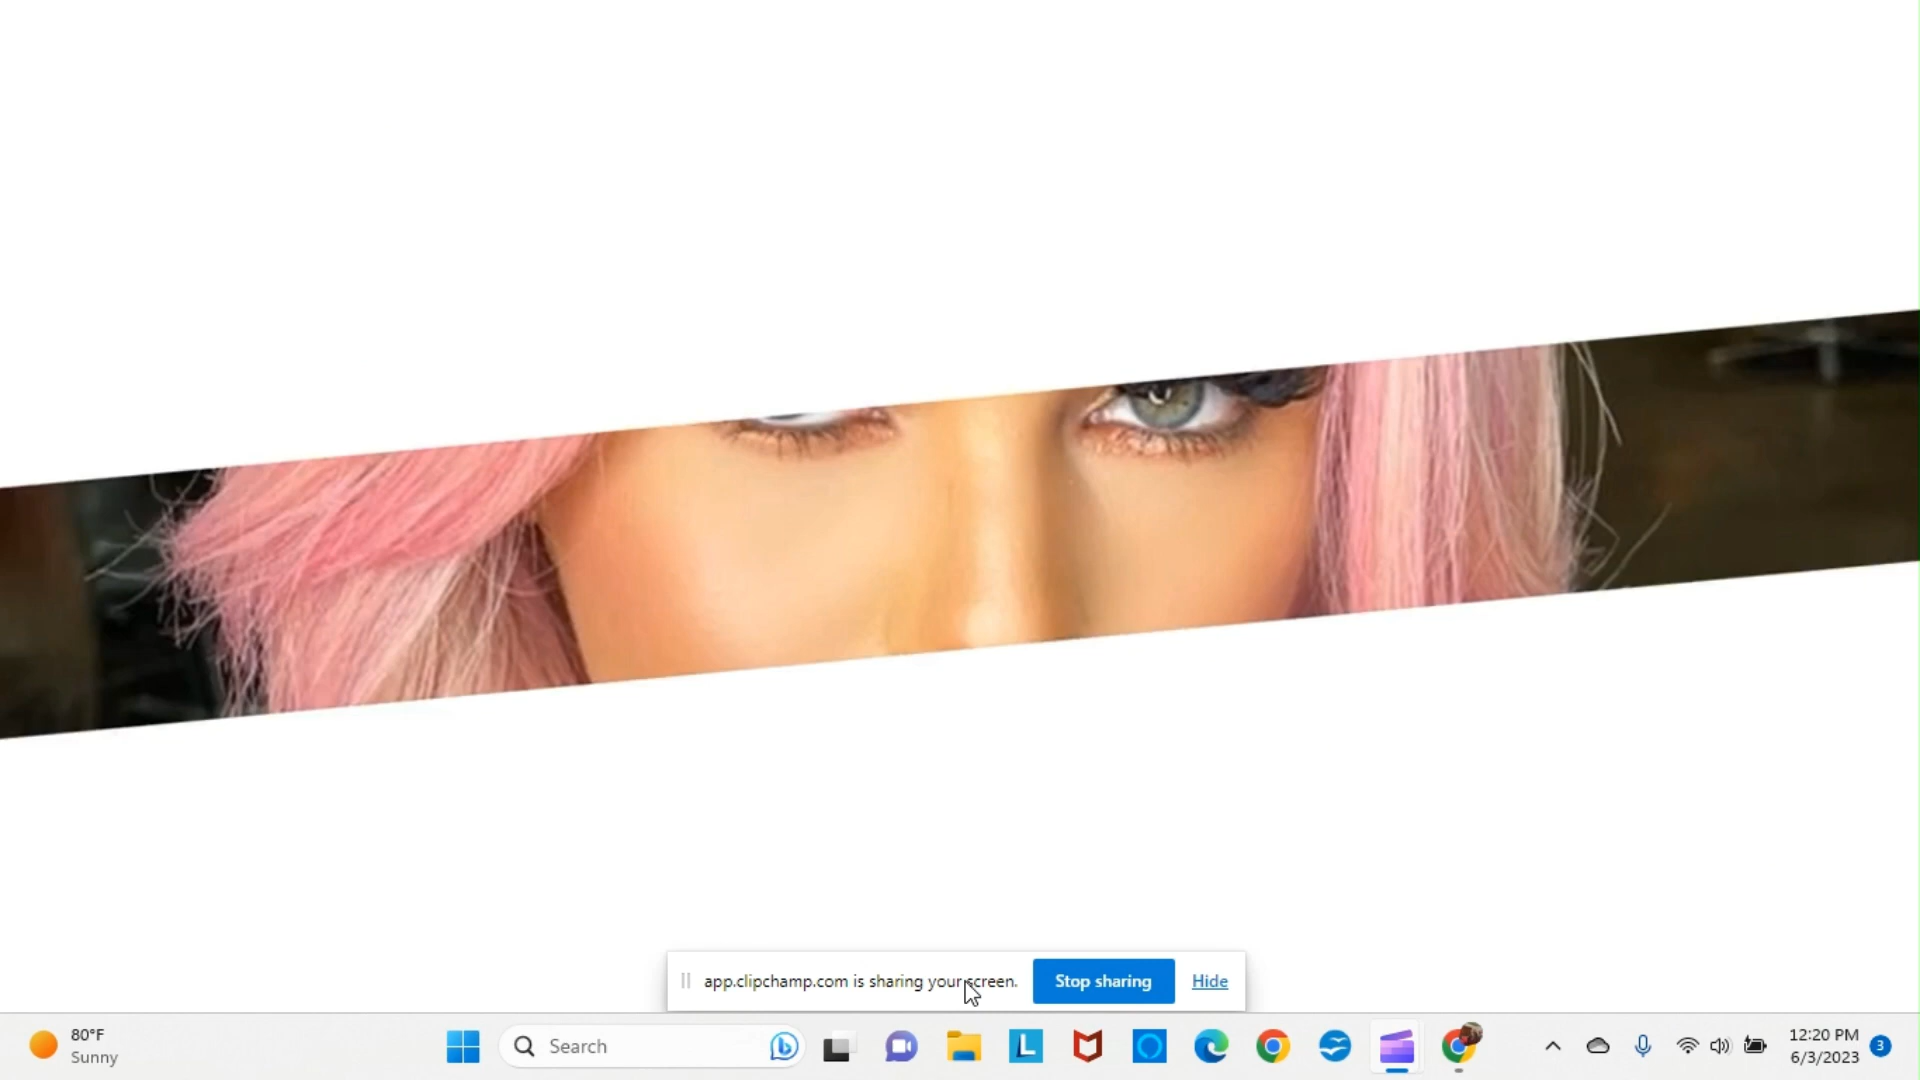 app.clipchamp.com is sharing your screen.
Stop sharing
Hide
80°F
Sunny
Search
L
12:20 PM
6/3/2023
3